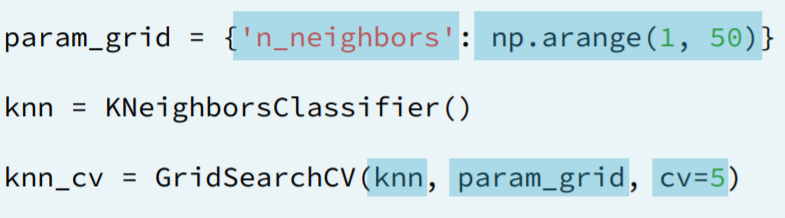 param_grid = {'n_neighbors': np.arange(1, 50)}
knn = KNeighborsClassifier()
knn_cv = GridSearchCV(knn, param_grid, cv=5)